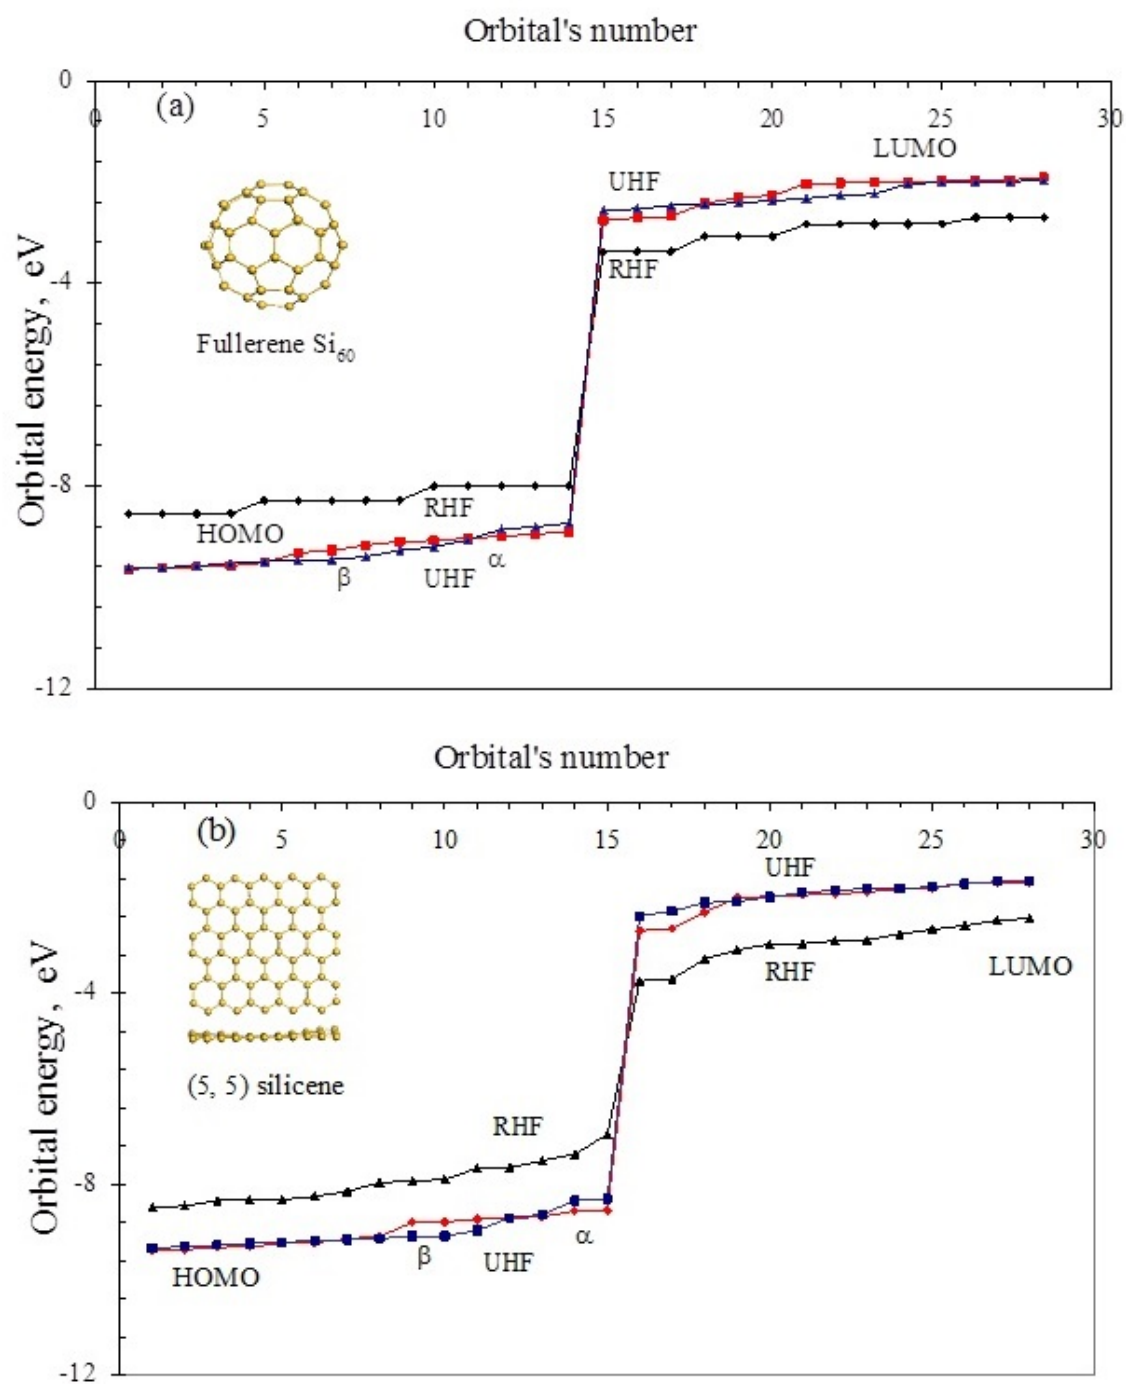 Orbital's number
0
(a)
0 5 10 15 20 25 30
LUMO
UHF
Orbital energy, eV
-4
RHF
Fullerene Si60
-8
RHF
HOMO
α
β
UHF
-12
Orbital's number
0
(b)
0 5 10 15 20 25 30
UHF
Orbital energy, eV
-4
RHF
LUMO
(5, 5) silicene
RHF
-8
α
β
UHF
HOMO
-12